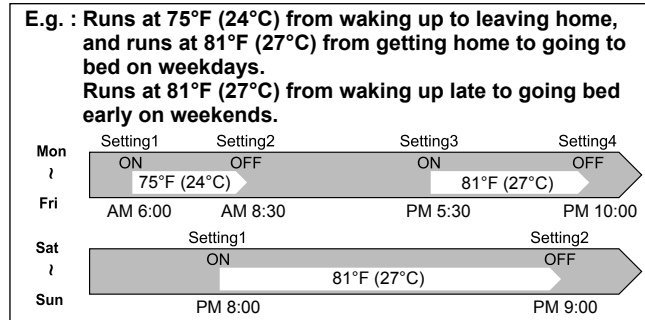 E.g. : Runs at 75°F (24°C) from waking up to leaving home,
and runs at 81°F (27°C) from getting home to going to
bed on weekdays.
Runs at 81°F (27°C) from waking up late to going bed
early on weekends.
Setting1 Setting2 Setting3 Setting4
Mon
~
Fri
ON OFF ON OFF
75°F (24°C) 81°F (27°C)
AM 6:00 AM 8:30 PM 5:30 PM 10:00
Setting1 Setting2
Sat
~
Sun
ON OFF
81°F (27°C)
PM 8:00 PM 9:00